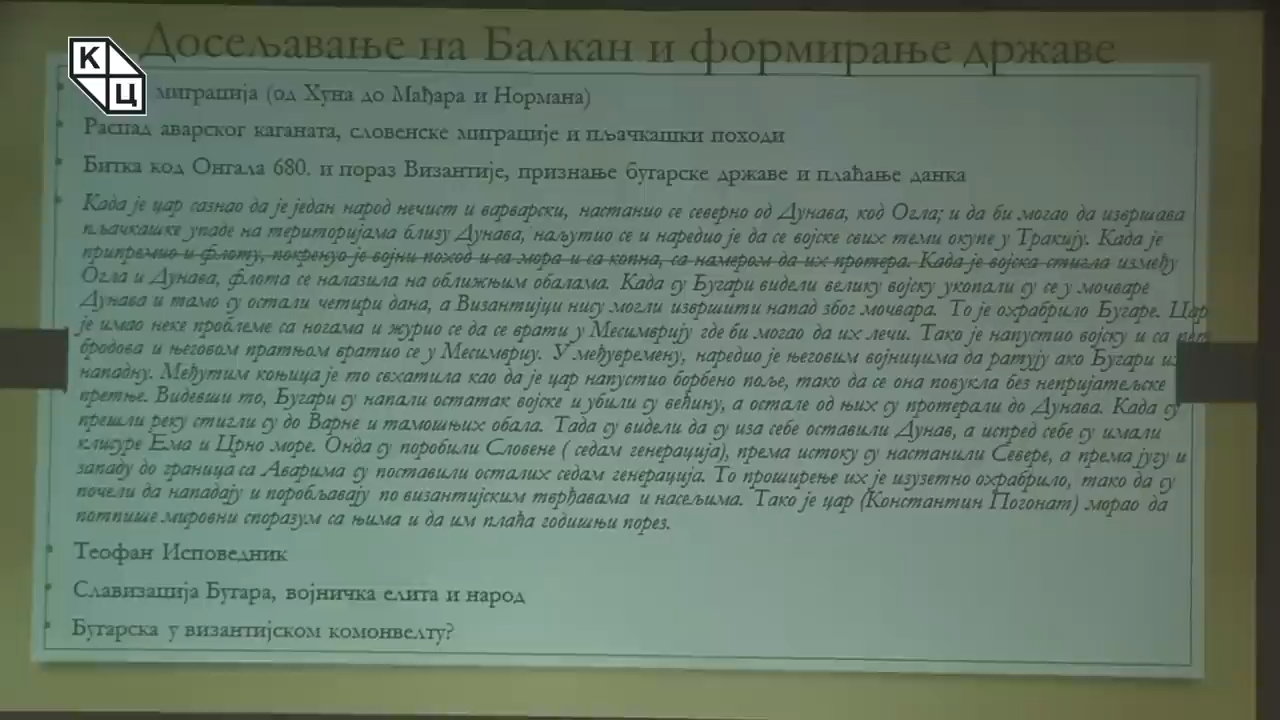 Досељавање на Балкан и формирање државе
К
Ц
миграција (од Хуна до Мађара и Нормана)
Распад аварског каганата, словенске миграције и пљачкашки походи
Битка код Онгала 680. и пораз Византије, признање бугарске државе и плаћање данка
Када је цар сазнао да је један народ нечист и варварски, настанио се северно од Дунава, код Огла; и да би могао да извршава
пљачкашке упаде на територијама близу Дунава, наљутио се и наредио је да се војске свих теми окупе у Тракију. Када је
припремио и флоту, покренуо је војни поход и са мора и са копна, са намером да их протера. Када је војска стигла између
Огла и Дунава, флота се налазила на оближњим обалама. Када су Бугари видели велику војску укопали су се у мочваре
Дунава и тамо су остали четири дана, а Византијци нису могли извршити напад због мочвара. То је охрабрило Бугаре. Цар
је имао неке проблеме са ногама и журио се да се врати у Месимврију где би могао да их лечи. Тако је напустио војску и са пет
бродова и његовом пратњом вратио се у Месимвриу. У међувремену, наредио је његовим војницима да ратују ако Бугари из
нападну. Међутим коњица је то свхатила као да је цар напустио борбено поље, тако да се она повукла без непријатељске
претње. Видевши то, Бугари су напали остатак војске и убили су већину, а остале од њих су протерали до Дунава. Када су
прешли реку стигли су до Варне и тамошњих обала. Тада су видели да су иза себе оставили Дунав, а испред себе су имали
клисуре Ема и Црно море. Онда су поробили Словене ( седам генерација), према истоку су настанили Севере, а према југу и
западу до граница са Аварима су поставили осталих седам генерација. То проширење их је изузетно охрабрило, тако да су
почели да нападају и поробљавају по византијским тврђавама и насељима. Тако је цар (Константин Погонат) морао да
потпише мировни споразум са њима и да им плаћа годишњи порез.
Теофан Исповедник
Славизација Бугара, војничка елита и народ
Бугарска у византијском комонвелту?